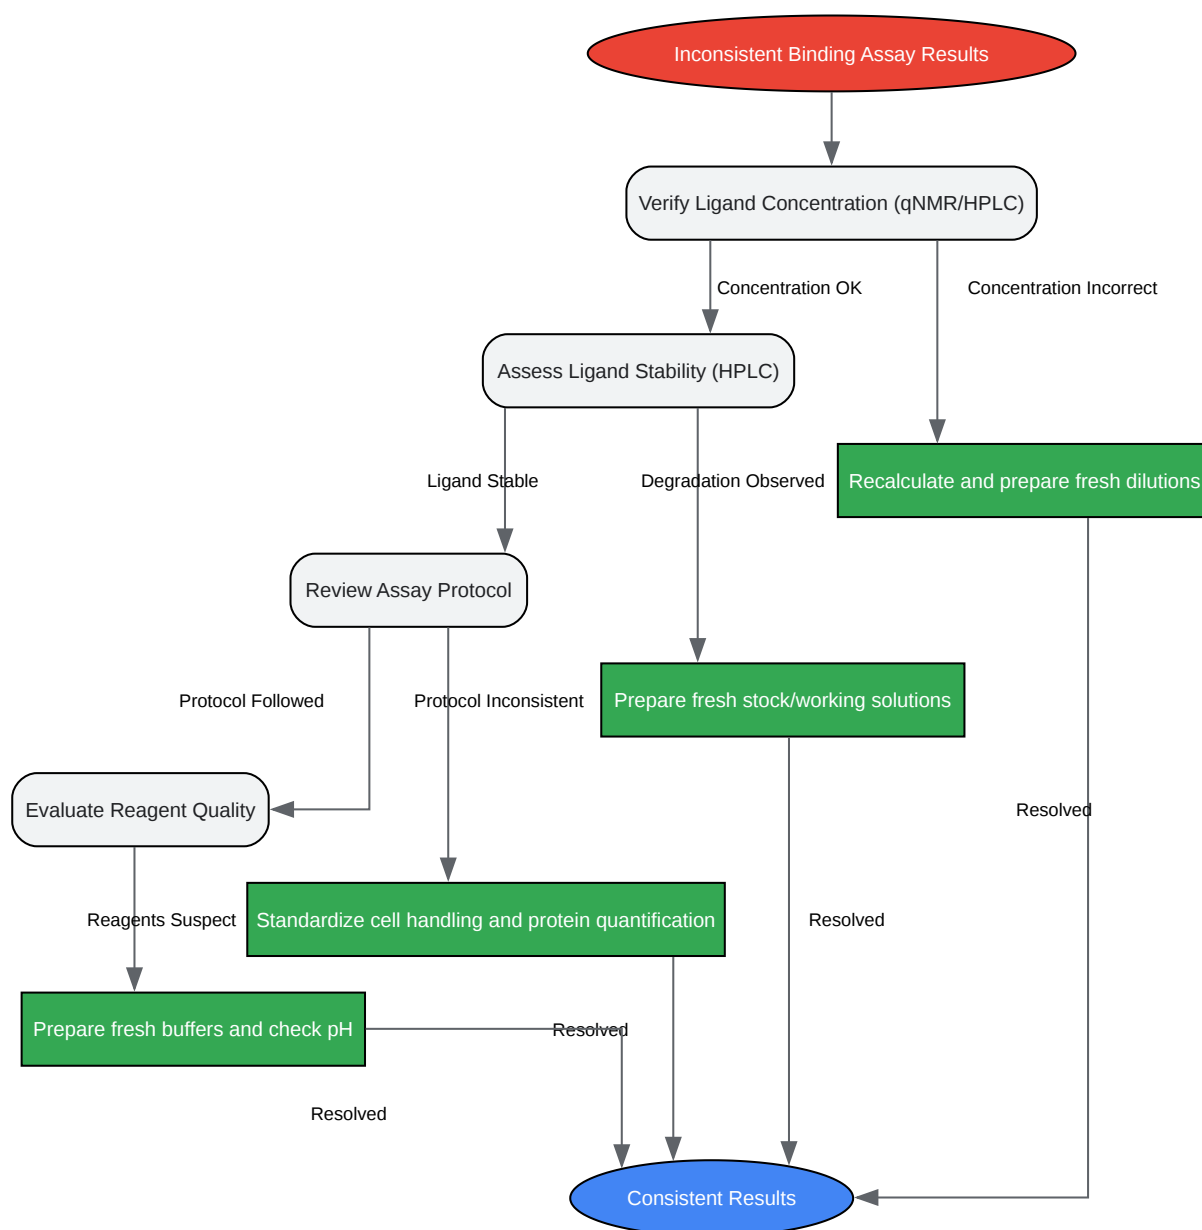 Inconsistent Binding Assay Results
Verify Ligand Concentration (qNMR/HPLC)
Concentration OK
Concentration Incorrect
Assess Ligand Stability (HPLC)
Ligand Stable
Degradation Observed
Recalculate and prepare fresh dilutions
Review Assay Protocol
Protocol Followed
Protocol Inconsistent
Prepare fresh stock/working solutions
Evaluate Reagent Quality
Resolved
Reagents Suspect
Standardize cell handling and protein quantification
Resolved
Prepare fresh buffers and check pH
Resolved
Resolved
Consistent Results